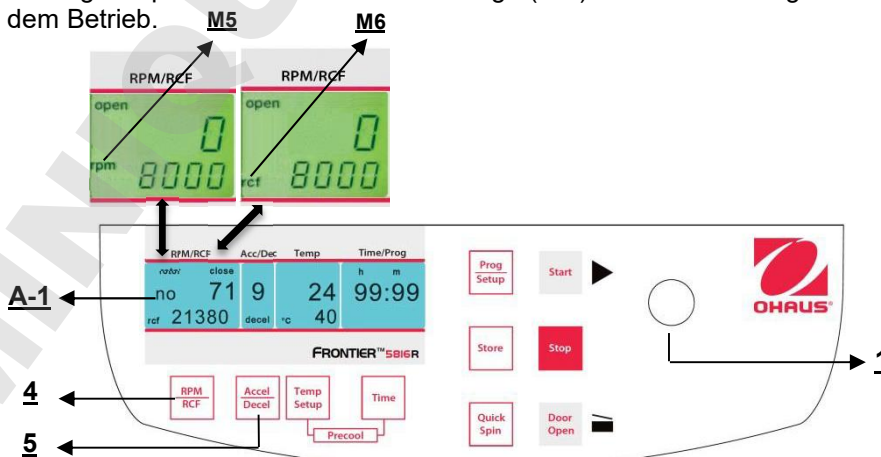 dem Betrieb.
M5
M6
RPM/RCF
RPM/RCF
open
0
rpm 8000
open
0
rcf 8000
RPM/RCF Acc/Dec Temp Time/Prog
rotor close h m
no 71 9 24 99:99
rcf 21380 decel °C 40
FRONTIER™5816R
A-1
4
5
RPM
RCF
Accel
Decel
Temp
Setup
Time
Precool
Prog
Setup
Start
Store
Stop
Quick
Spin
Door
Open
OHAUS®